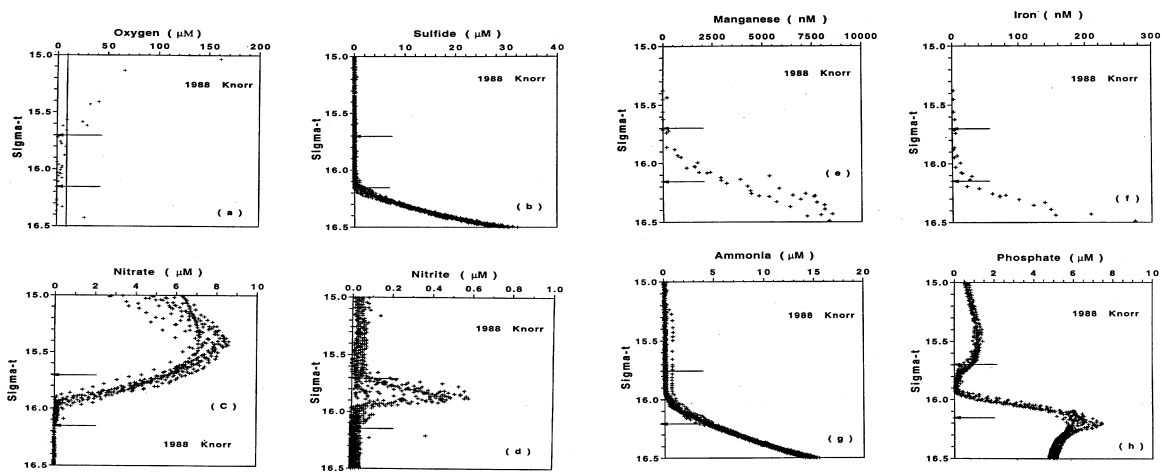 Oxygen ( μM )
0 50 100 150 200
15.0
15.5
16.0
16.5
Sigma-t
1988 Knorr
( a )
Sulfide ( μM )
0 10 20 30 40
15.0
15.5
16.0
16.5
Sigma-t
1988 Knorr
( b )
Manganese ( nM )
0 2500 5000 7500 10000
15.0
15.5
16.0
16.5
Sigma-t
1988 Knorr
( e )
Iron ( nM )
0 100 200 300
15.0
15.5
16.0
16.5
Sigma-t
1988 Knorr
( f )
Nitrate ( μM )
0 2 4 6 8 10
15.0
15.5
16.0
16.5
Sigma-t
( C )
1988 Knorr
Nitrite ( μM )
0.0 0.2 0.4 0.6 0.8 1.0
15.0
15.5
16.0
16.5
Sigma-t
1988 Knorr
( d )
Ammonia ( μM )
0 5 10 15 20
15.0
15.5
16.0
16.5
Sigma-t
1988 Knorr
( g )
Phosphate ( μM )
0 2 4 6 8 10
15.0
15.5
16.0
16.5
Sigma-t
1988 Knorr
( h )